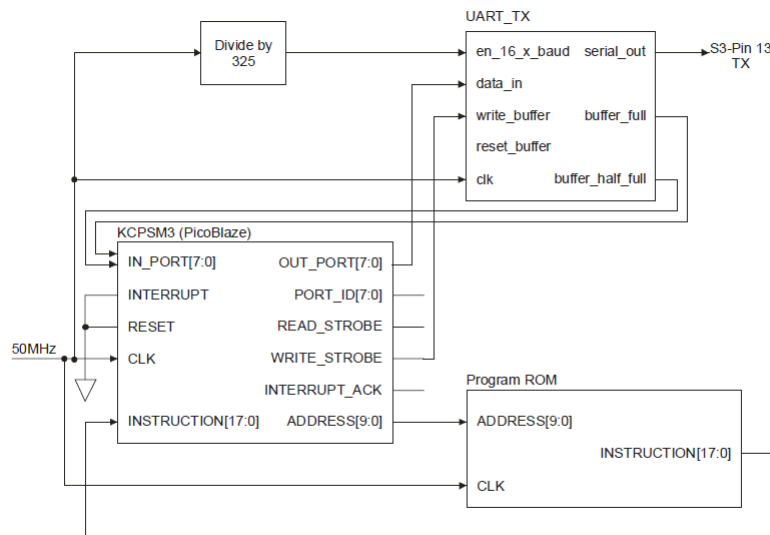 UART_TX
Divide by
325
en_16_x_baud
serial_out
S3-Pin 13
TX
data_in
write_buffer
buffer_full
reset_buffer
clk
buffer_half_full
KCPSM3 (PicoBlaze)
IN_PORT[7:0]
OUT_PORT[7:0]
INTERRUPT
PORT_ID[7:0]
RESET
READ_STROBE
50MHz
CLK
WRITE_STROBE
INTERRUPT_ACK
INSTRUCTION[17:0]
ADDRESS[9:0]
Program ROM
ADDRESS[9:0]
INSTRUCTION[17:0]
CLK